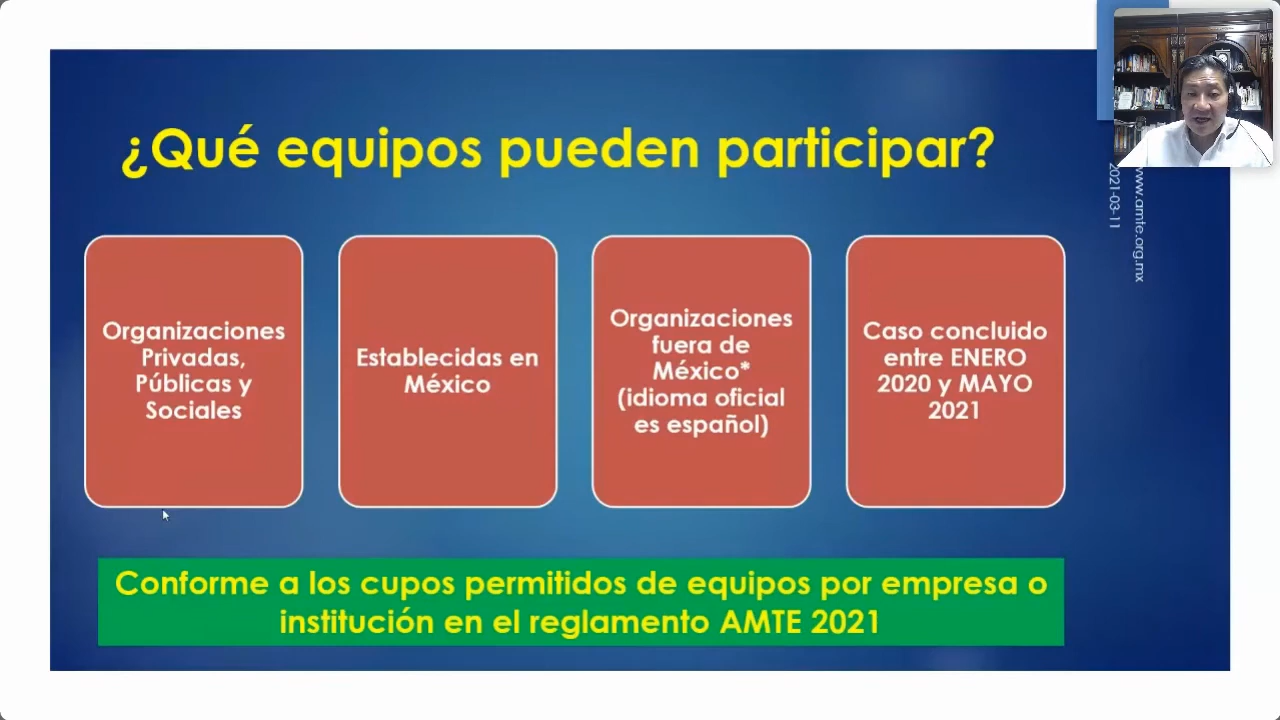 ¿Qué equipos pueden participar?
Organizaciones
Privadas,
Públicas y
Sociales
Establecidas en
México
Organizaciones
fuera de
México*
(idioma oficial
es español)
Caso concluido
entre ENERO
2020 y MAYO
2021
Conforme a los cupos permitidos de equipos por empresa o
institución en el reglamento AMTE 2021
www.amte.org.mx
2021-03-11